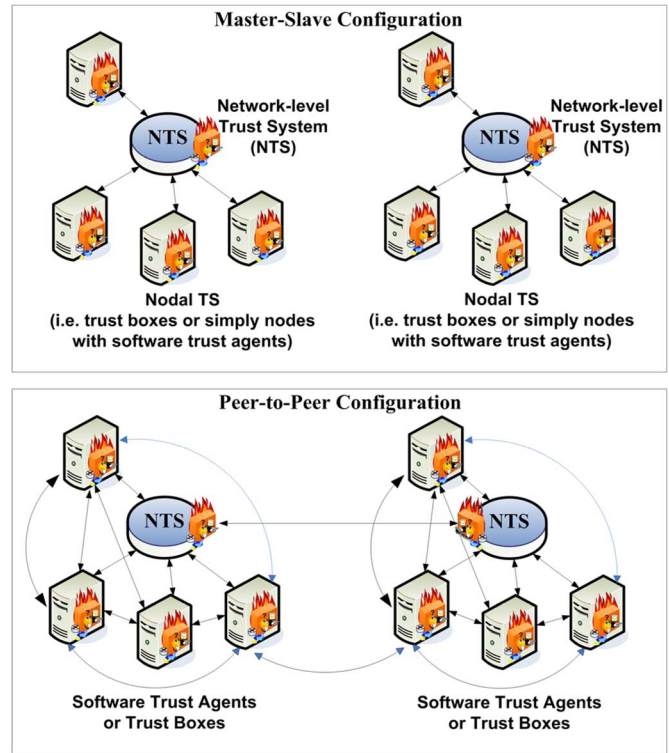 Master-Slave Configuration
NTS
Network-level
Trust System
(NTS)
Nodal TS
(i.e. trust boxes or simply nodes
with software trust agents)
NTS
Network-level
Trust System
(NTS)
Nodal TS
(i.e. trust boxes or simply nodes
with software trust agents)
Peer-to-Peer Configuration
NTS
NTS
Software Trust Agents
or Trust Boxes
Software Trust Agents
or Trust Boxes